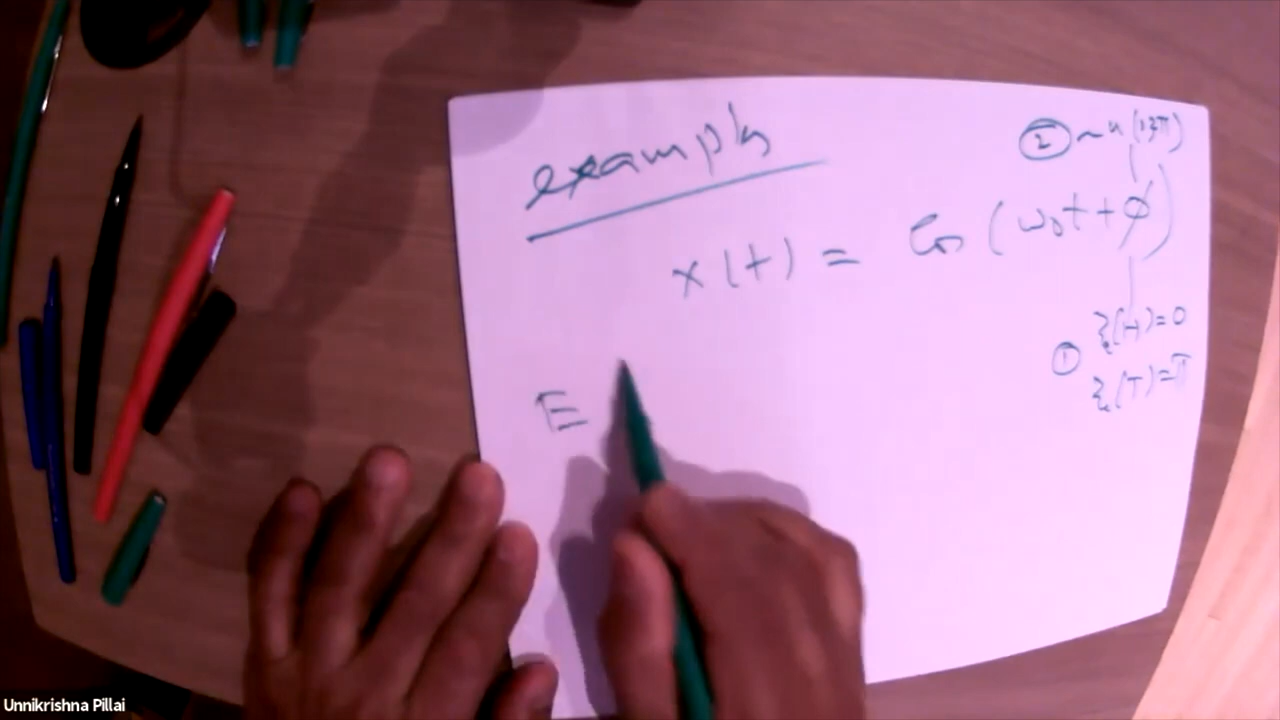 example
② ~ u(0,2π)
x(t) = Cos(ω₀t + φ)
① ξ(H)=0
ξ(T)=π
E
Unnikrishna Pillai